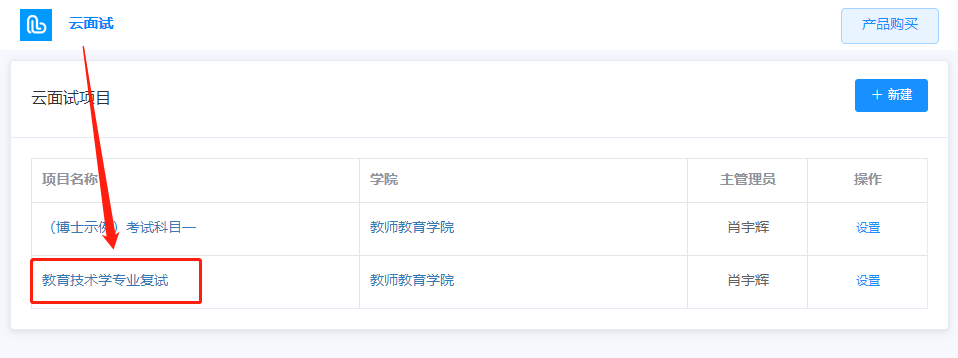 云面试
产品购买
云面试项目
＋ 新建
项目名称 学院 主管理员 操作
（博士示例）考试科目一 教师教育学院 肖宇辉 设置
教育技术学专业复试 教师教育学院 肖宇辉 设置